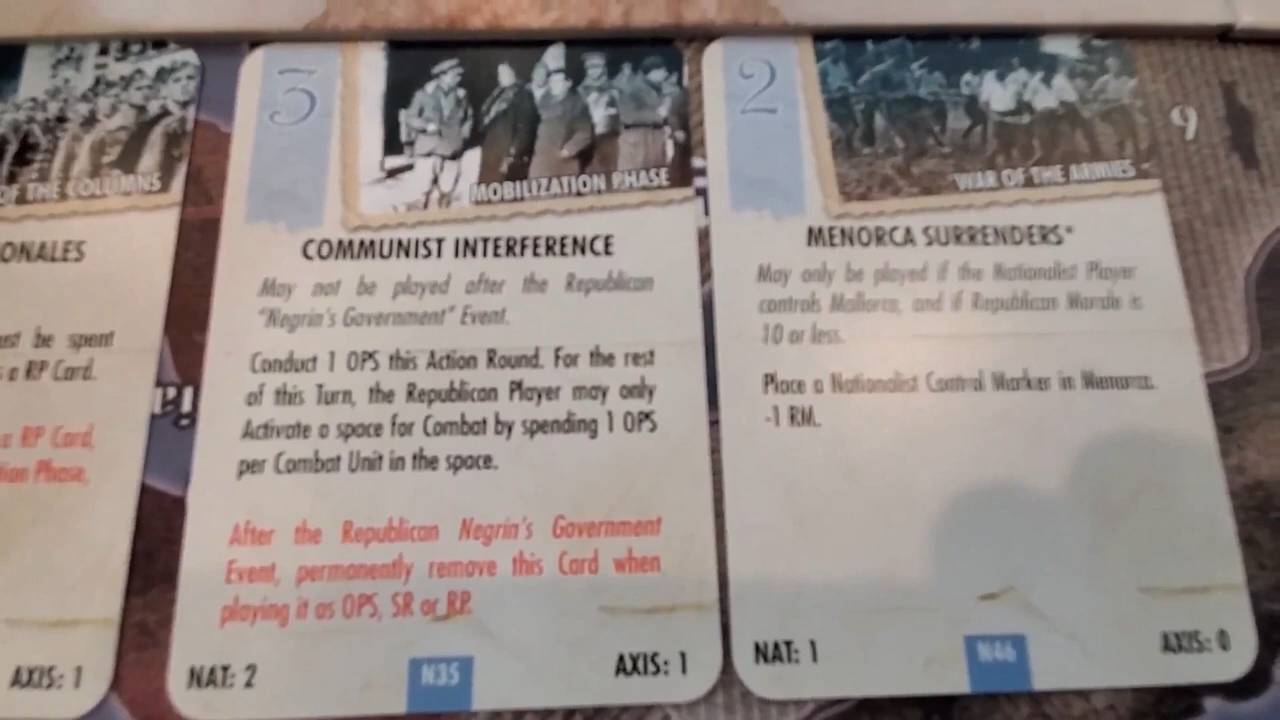 OF THE COLUMNS
ONALES
ust be spent
s a RP Card.
a RP Card,
tion Phase,
AXIS: 1
3
MOBILIZATION PHASE
COMMUNIST INTERFERENCE
May not be played after the Republican
"Negrín's Government" Event.
Conduct 1 OPS this Action Round. For the rest
of this Turn, the Republican Player may only
Activate a space for Combat by spending 1 OPS
per Combat Unit in the space.
After the Republican Negrín's Government
Event, permanently remove this Card when
playing it as OPS, SR or RP.
NAT: 2
N35
AXIS: 1
2
WAR OF THE ARMIES
MENORCA SURRENDERS*
May only be played if the Nationalist Player
controls Mallorca, and if Republican Morale is
10 or less.
Place a Nationalist Control Marker in Menorca.
-1 RM.
NAT: 1
N46
AXIS: 0
9